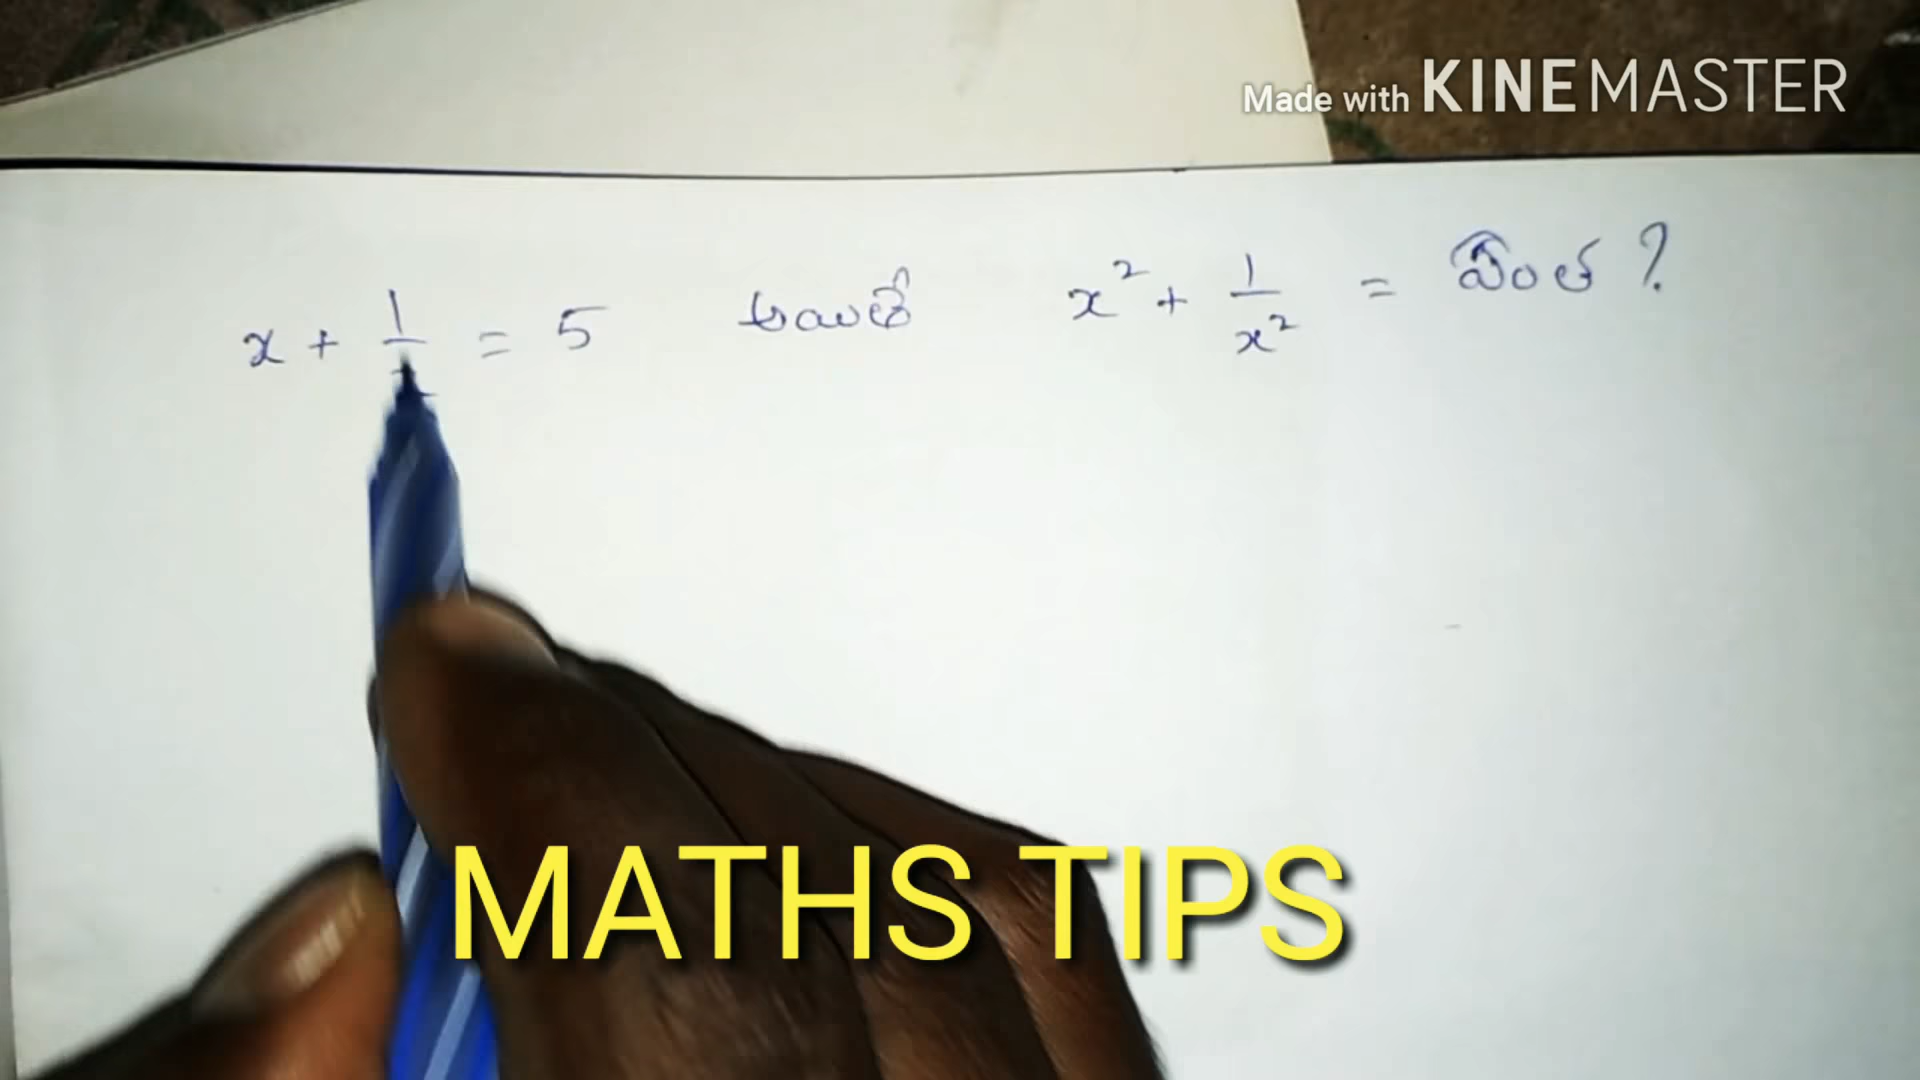 Made with KINEMASTER
x + 1/x = 5 అయితే x² + 1/x² = ఎంత ?
MATHS TIPS